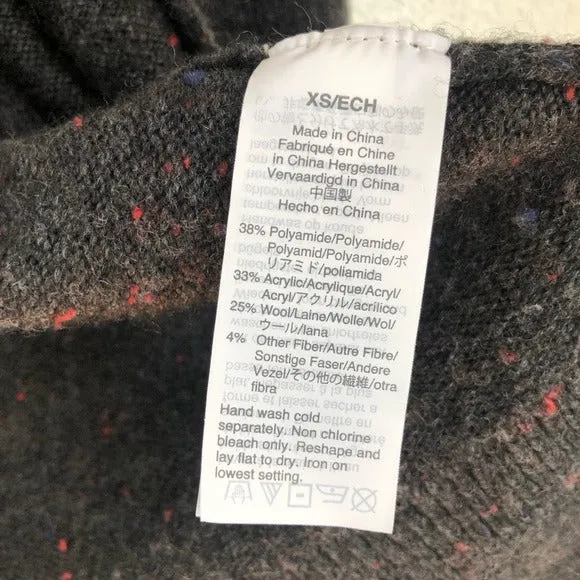 XS/ECH
Made in China
Fabriqué en Chine
in China Hergestellt
Vervaardigd in China
中国製
Hecho en China
38% Polyamide/Polyamide/
Polyamid/Polyamide/ポ
リアミド/poliamida
33% Acrylic/Acrylique/Acryl/
Acryl/アクリル/acrílico
25% Wool/Laine/Wolle/Wol/
ウール/lana
4% Other Fiber/Autre Fibre/
Sonstige Faser/Andere
Vezel/その他の繊維/otra
fibra
Hand wash cold
separately. Non chlorine
bleach only. Reshape and
lay flat to dry. Iron on
lowest setting.